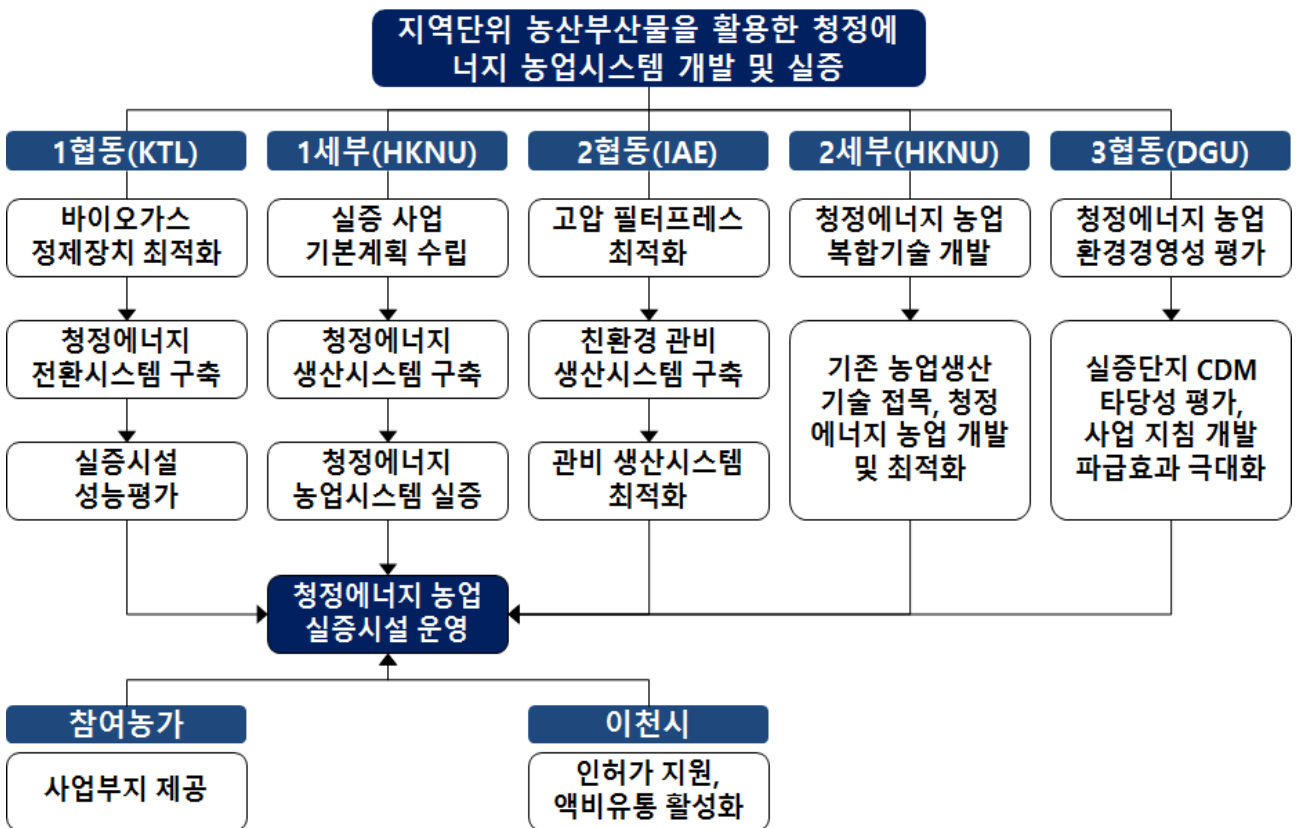 지역단위 농산부산물을 활용한 청정에
너지 농업시스템 개발 및 실증
1협동(KTL)
바이오가스
정제장치 최적화
청정에너지
전환시스템 구축
실증시설
성능평가
1세부(HKNU)
실증 사업
기본계획 수립
청정에너지
생산시스템 구축
청정에너지
농업시스템 실증
2협동(IAE)
고압 필터프레스
최적화
친환경 관비
생산시스템 구축
관비 생산시스템
최적화
2세부(HKNU)
청정에너지 농업
복합기술 개발
기존 농업생산
기술 접목, 청정
에너지 농업 개발
및 최적화
3협동(DGU)
청정에너지 농업
환경경영성 평가
실증단지 CDM
타당성 평가,
사업 지침 개발
파급효과 극대화
청정에너지 농업
실증시설 운영
참여농가
사업부지 제공
이천시
인허가 지원,
액비유통 활성화